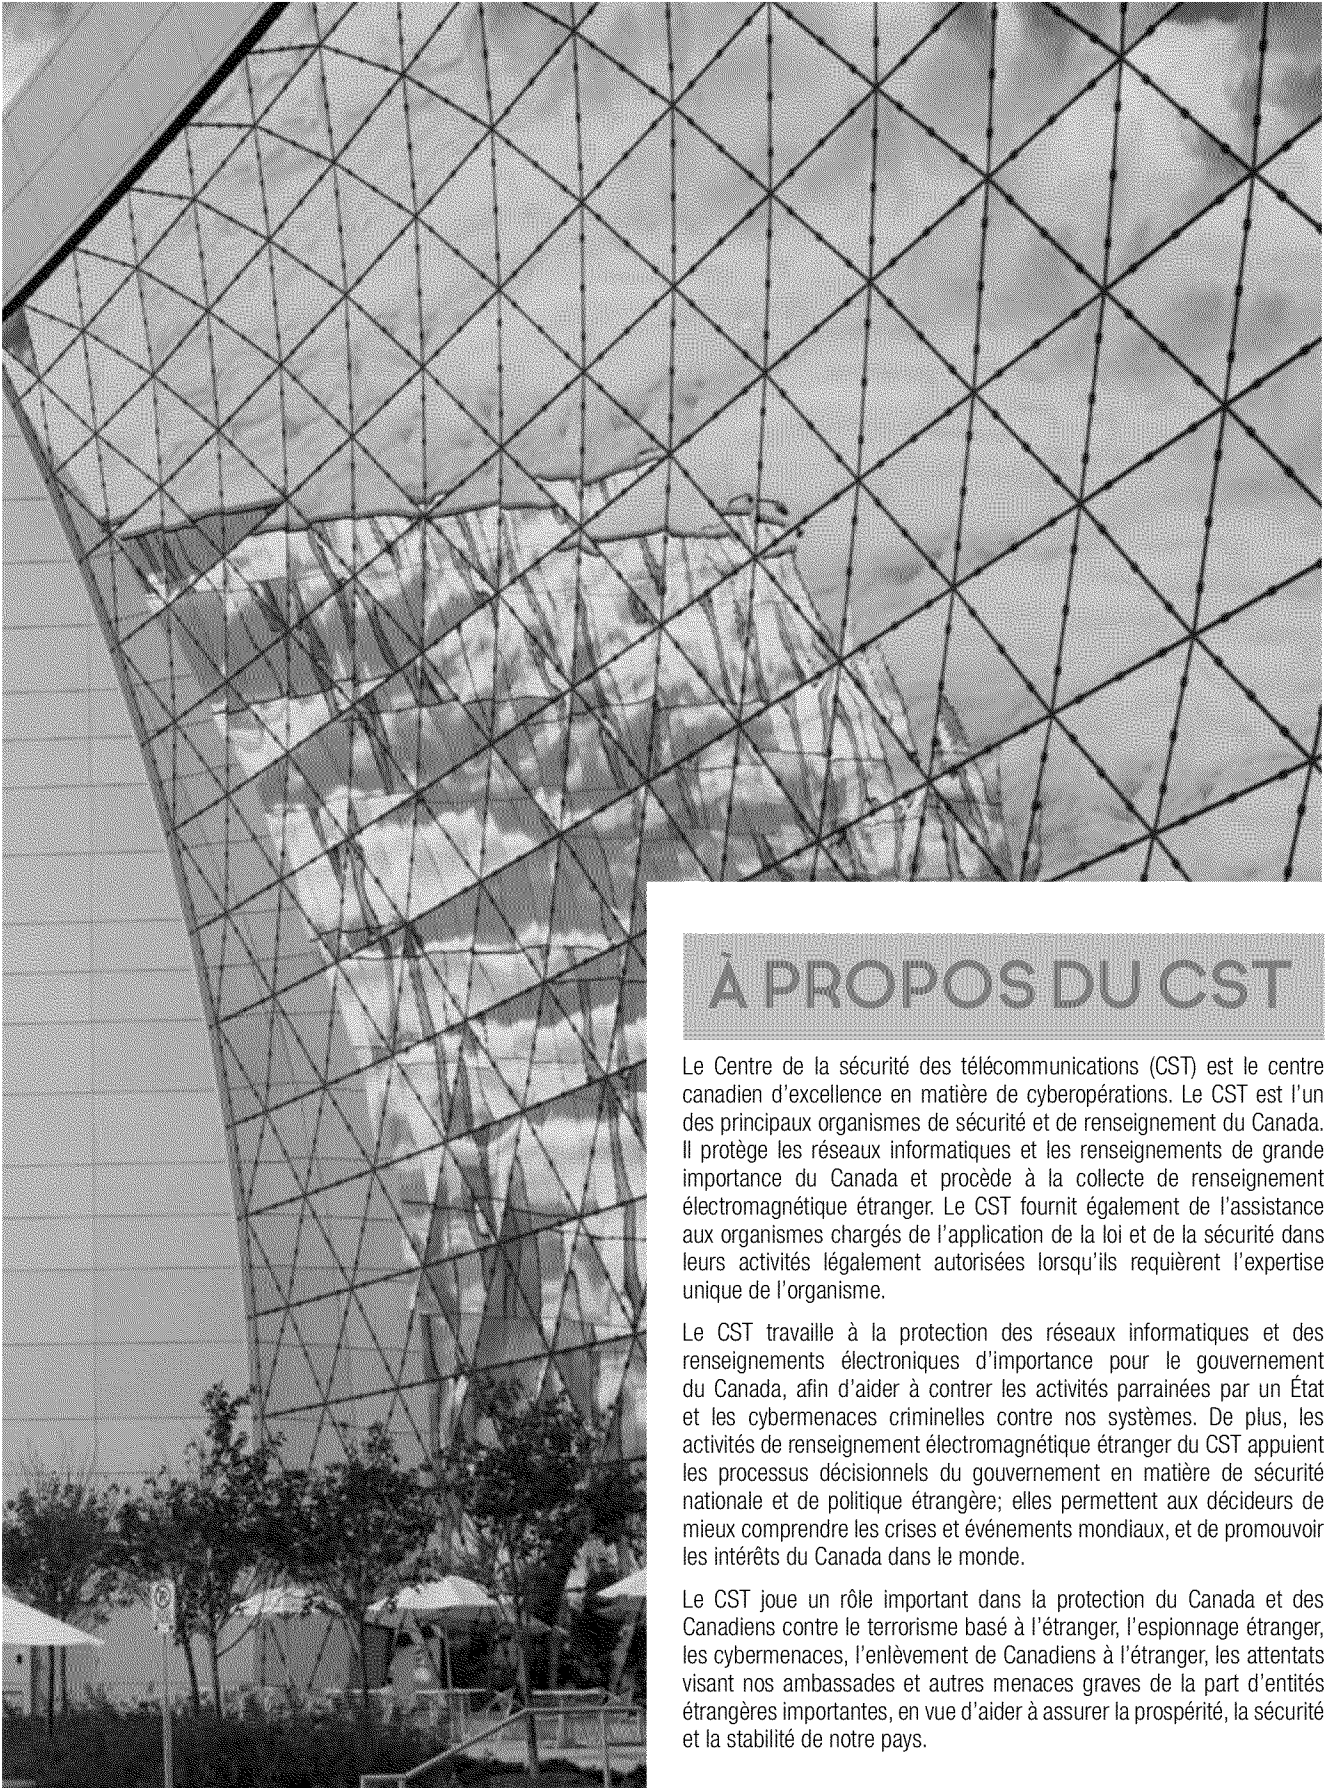 À PROPOS DU CST
Le Centre de la sécurité des télécommunications (CST) est le centre
canadien d'excellence en matière de cyberopérations. Le CST est l'un
des principaux organismes de sécurité et de renseignement du Canada.
Il protège les réseaux informatiques et les renseignements de grande
importance du Canada et procède à la collecte de renseignement
électromagnétique étranger. Le CST fournit également de l'assistance
aux organismes chargés de l'application de la loi et de la sécurité dans
leurs activités légalement autorisées lorsqu'ils requièrent l'expertise
unique de l'organisme.
Le CST travaille à la protection des réseaux informatiques et des
renseignements électroniques d'importance pour le gouvernement
du Canada, afin d'aider à contrer les activités parrainées par un État
et les cybermenaces criminelles contre nos systèmes. De plus, les
activités de renseignement électromagnétique étranger du CST appuient
les processus décisionnels du gouvernement en matière de sécurité
nationale et de politique étrangère; elles permettent aux décideurs de
mieux comprendre les crises et événements mondiaux, et de promouvoir
les intérêts du Canada dans le monde.
Le CST joue un rôle important dans la protection du Canada et des
Canadiens contre le terrorisme basé à l'étranger, l'espionnage étranger,
les cybermenaces, l'enlèvement de Canadiens à l'étranger, les attentats
visant nos ambassades et autres menaces graves de la part d'entités
étrangères importantes, en vue d'aider à assurer la prospérité, la sécurité
et la stabilité de notre pays.